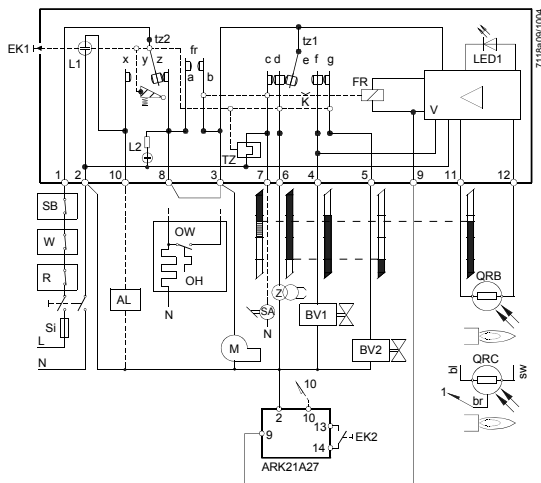 7118a09/1004
EK1
L1
tz2
x
y
z
fr
a
b
tz1
c
d
e
f
g
K
FR
LED1
V
L2
TZ
1
2
10
8
3
7
6
4
5
9
11
12
SB
W
R
Si
L
N
AL
OW
OH
N
M
SA
N
Z
BV1
BV2
QRB
QRC
bl
sw
br
1
10
2
10
9
13
14
EK2
ARK21A27